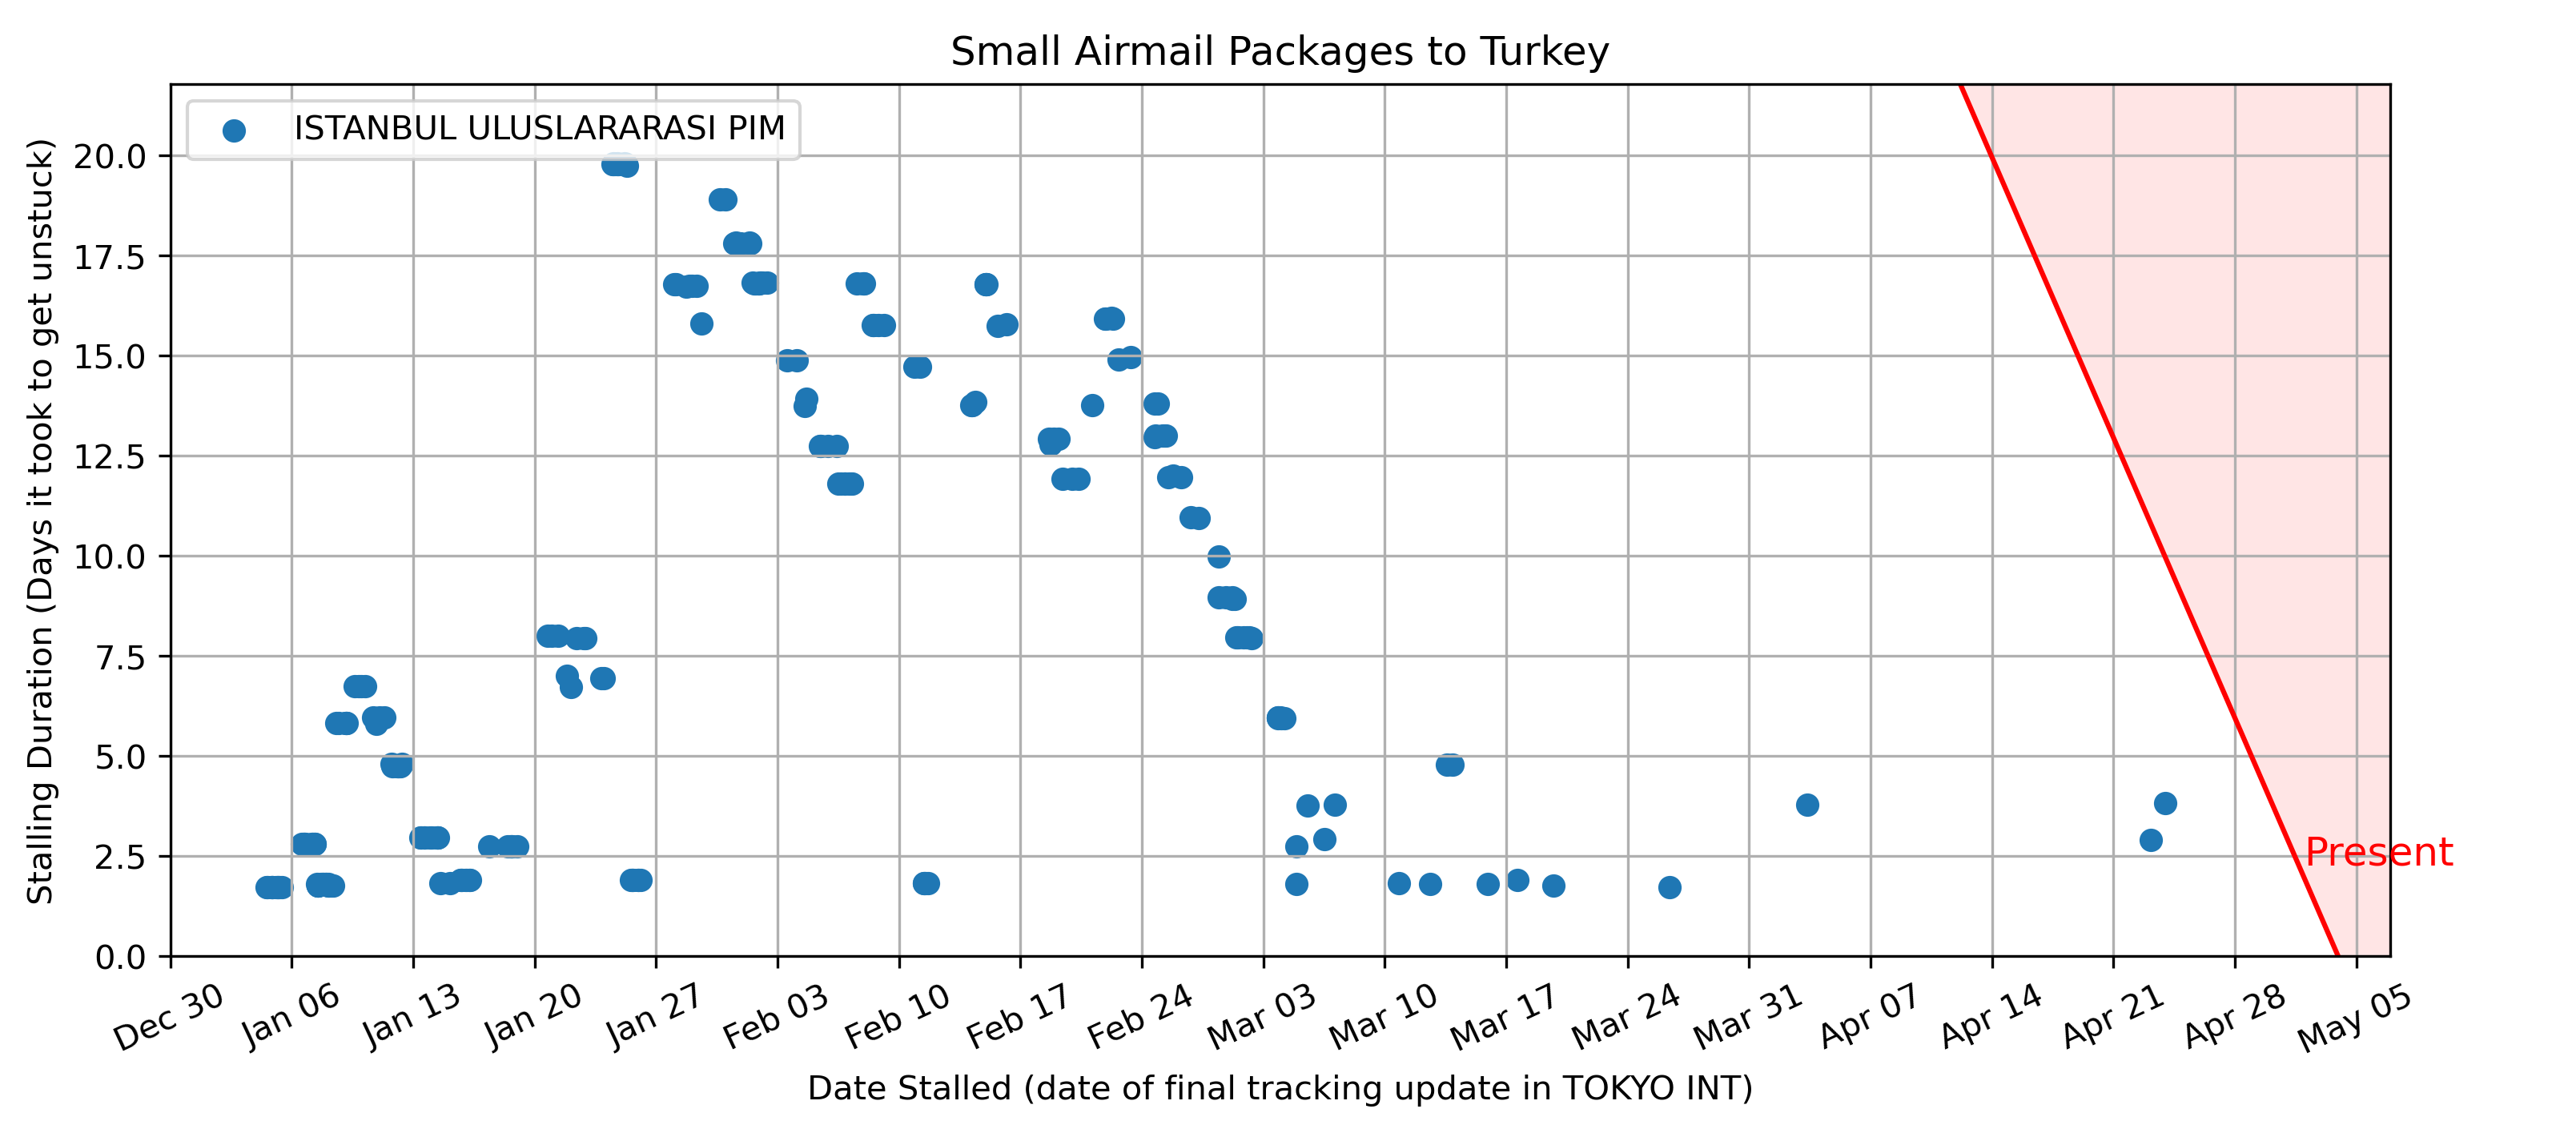 Small Airmail Packages to Turkey
ISTANBUL ULUSLARARASI PIM
Stalling Duration (Days it took to get unstuck)
20.0
17.5
15.0
12.5
10.0
7.5
5.0
2.5
0.0
Present
Dec 30 Jan 06 Jan 13 Jan 20 Jan 27 Feb 03 Feb 10 Feb 17 Feb 24 Mar 03 Mar 10 Mar 17 Mar 24 Mar 31 Apr 07 Apr 14 Apr 21 Apr 28 May 05
Date Stalled (date of final tracking update in TOKYO INT)